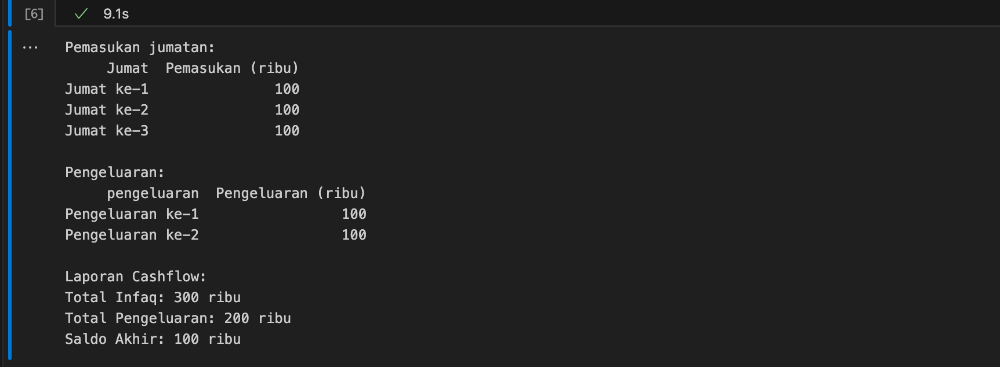 [6] ✓ 9.1s
... Pemasukan jumatan:
Jumat Pemasukan (ribu)
Jumat ke-1 100
Jumat ke-2 100
Jumat ke-3 100
Pengeluaran:
pengeluaran Pengeluaran (ribu)
Pengeluaran ke-1 100
Pengeluaran ke-2 100
Laporan Cashflow:
Total Infaq: 300 ribu
Total Pengeluaran: 200 ribu
Saldo Akhir: 100 ribu